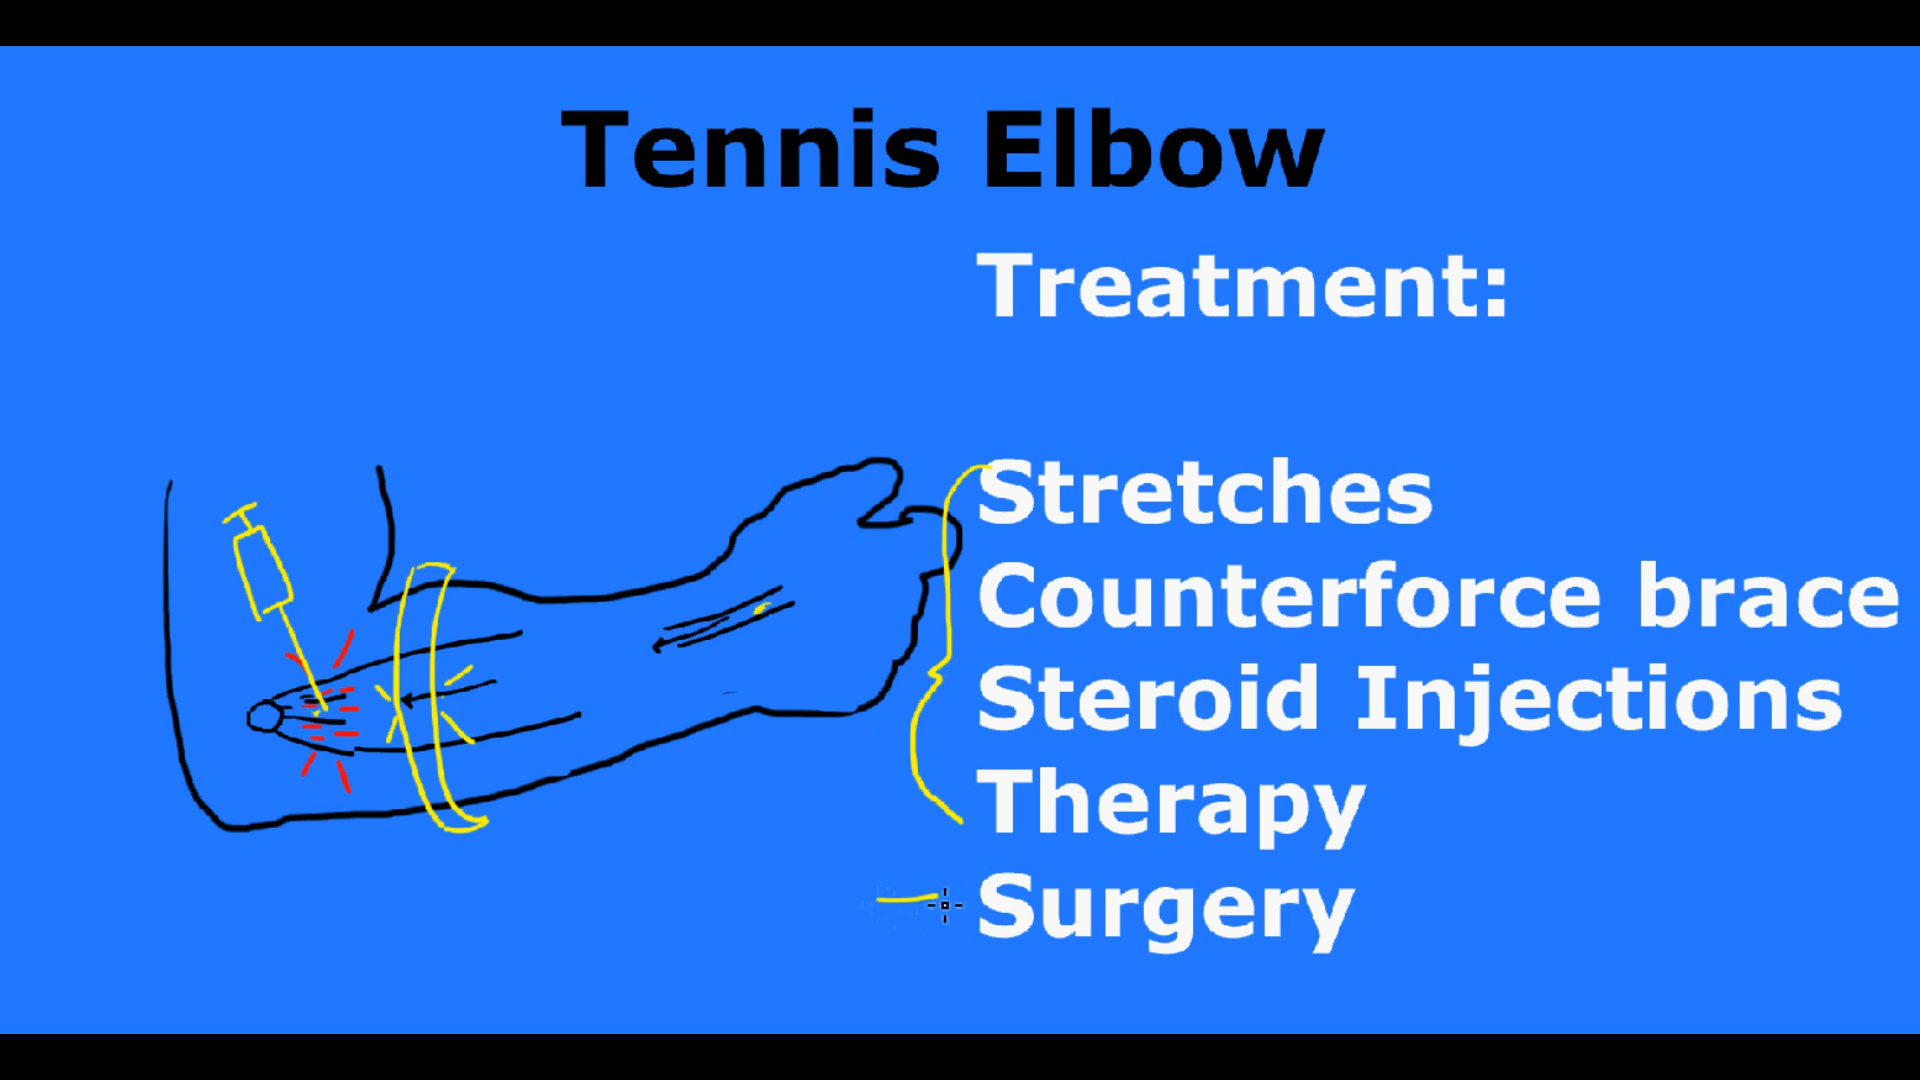 Tennis Elbow
Treatment:
Stretches
Counterforce brace
Steroid Injections
Therapy
Surgery